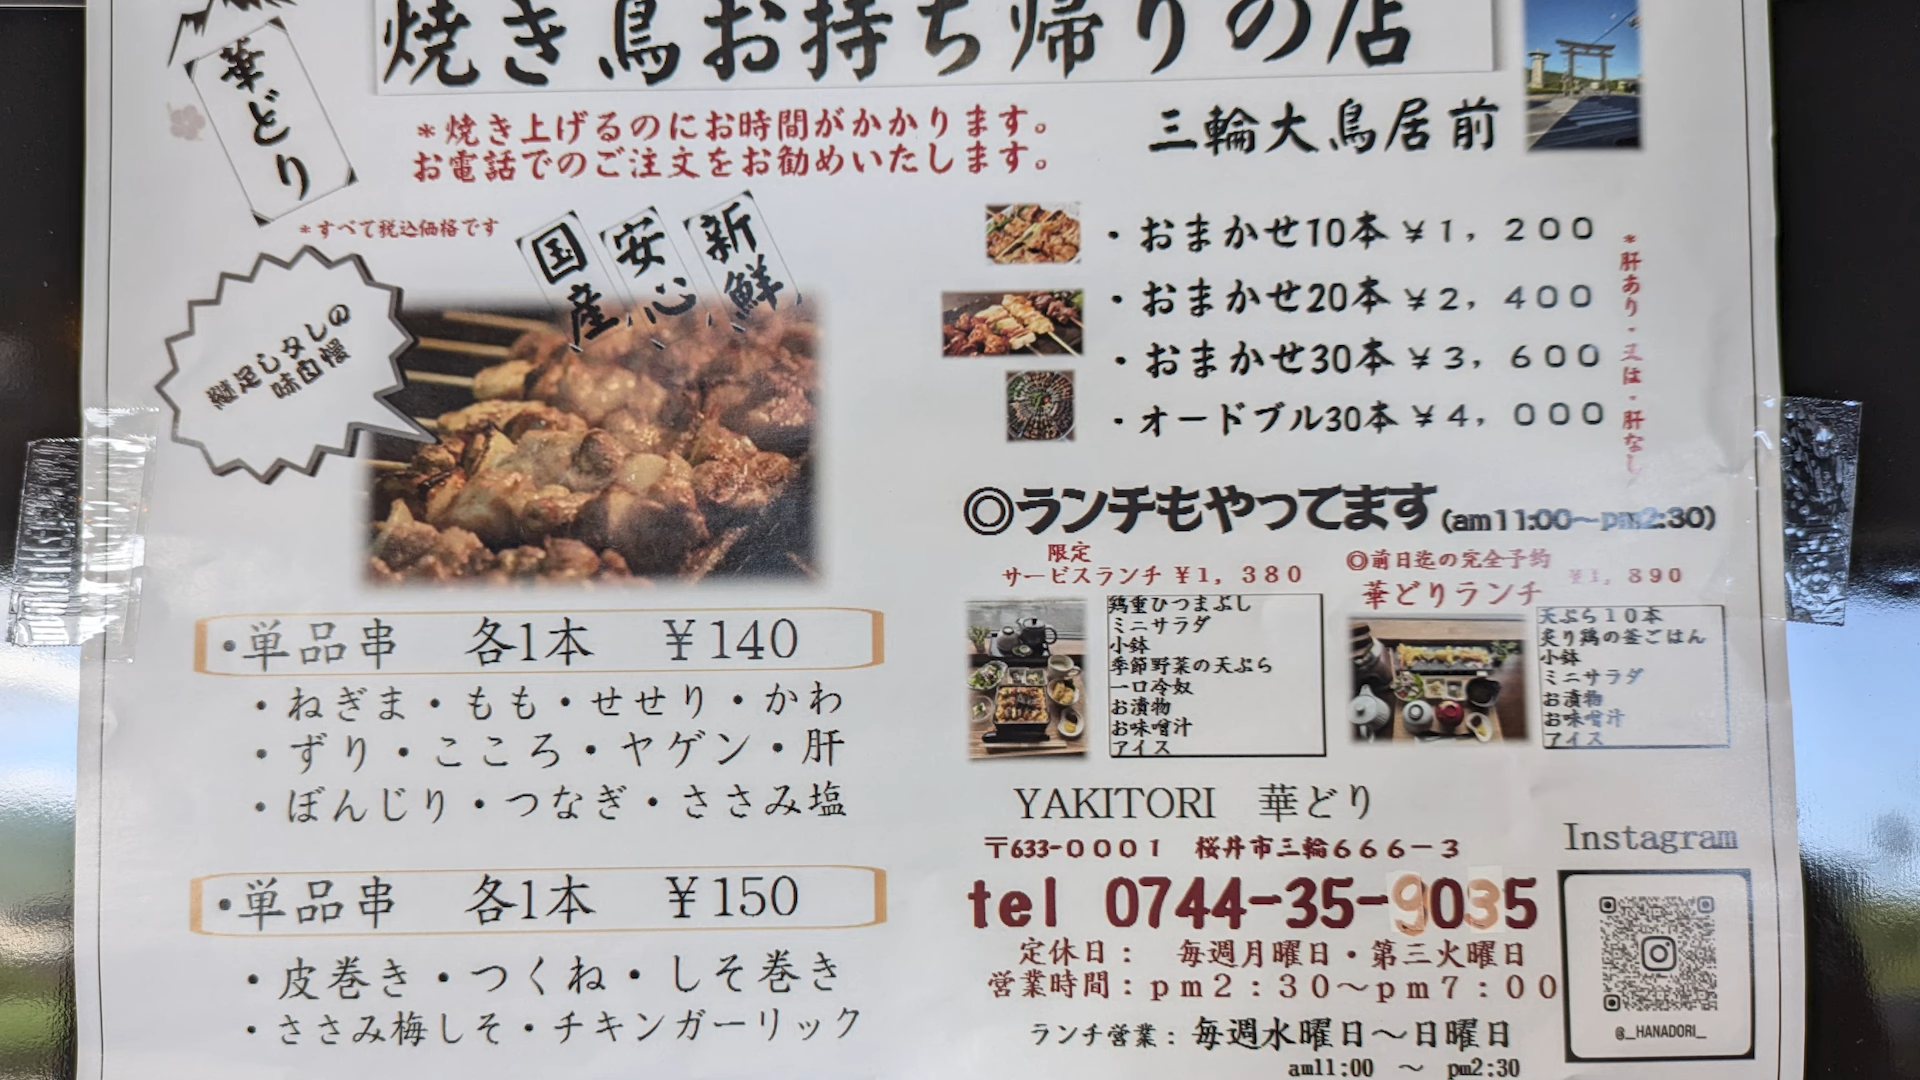 華どり
焼き鳥お持ち帰りの店
*焼き上げるのにお時間がかかります。
お電話でのご注文をお勧めいたします。
三輪大鳥居前
*すべて税込価格です
新鮮
安心
国産
継足しタレの
味自慢
・おまかせ10本￥1，200
・おまかせ20本￥2，400
・おまかせ30本￥3，600
・オードブル30本￥4，000
*肝あり・又は・肝なし
◎ランチもやってます(am11:00～pm2:30)
限定
サービスランチ￥1，380
鶏重ひつまぶし
ミニサラダ
小鉢
季節野菜の天ぷら
一口冷奴
お漬物
お味噌汁
アイス
◎前日迄の完全予約
華どりランチ ￥1，890
天ぷら10本
炙り鶏の釜ごはん
小鉢
ミニサラダ
お漬物
お味噌汁
アイス
・単品串 各1本 ￥140
・ねぎま・もも・せせり・かわ
・ずり・こころ・ヤゲン・肝
・ぼんじり・つなぎ・ささみ塩
・単品串 各1本 ￥150
・皮巻き・つくね・しそ巻き
・ささみ梅しそ・チキンガーリック
YAKITORI 華どり
〒633-0001 桜井市三輪666－3
tel 0744-35-9035
定休日： 毎週月曜日・第三火曜日
営業時間：pm2：30～pm7：00
ランチ営業：毎週水曜日～日曜日
am11:00 ～ pm2:30
Instagram
@_HANADORI_